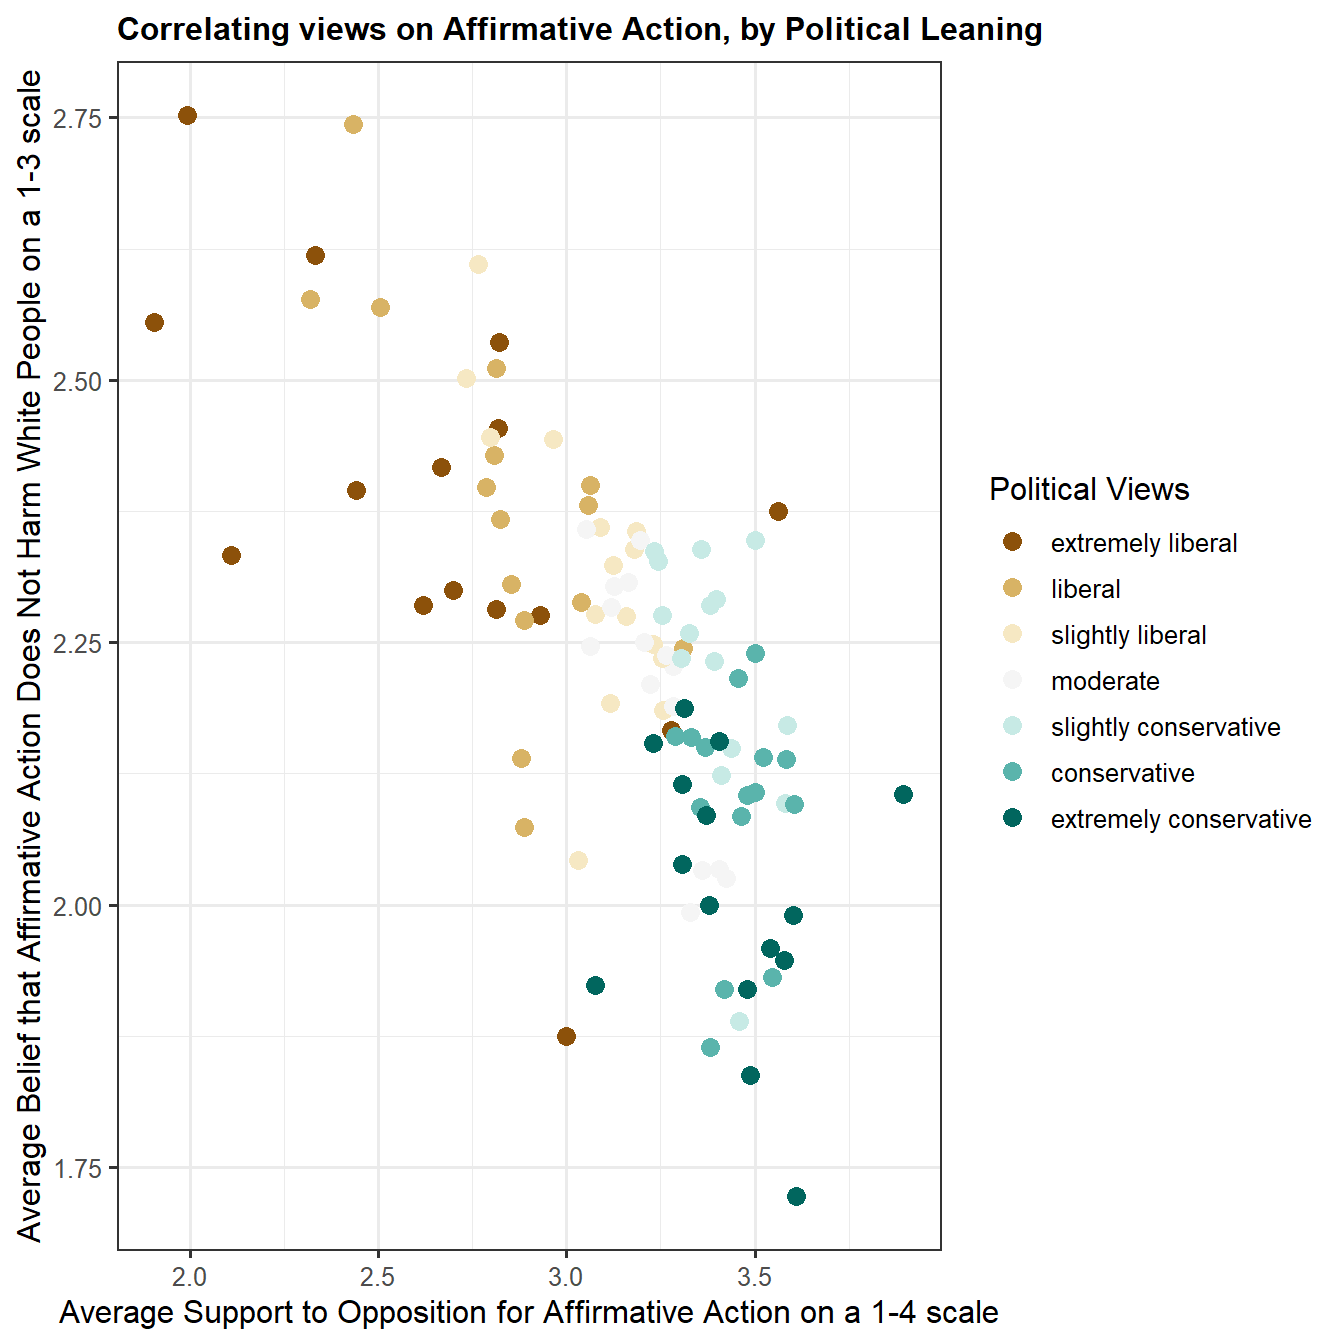 Correlating views on Affirmative Action, by Political Leaning
Average Belief that Affirmative Action Does Not Harm White People on a 1-3 scale
2.75
2.50
2.25
2.00
1.75
2.0
2.5
3.0
3.5
Average Support to Opposition for Affirmative Action on a 1-4 scale
Political Views
extremely liberal
liberal
slightly liberal
moderate
slightly conservative
conservative
extremely conservative